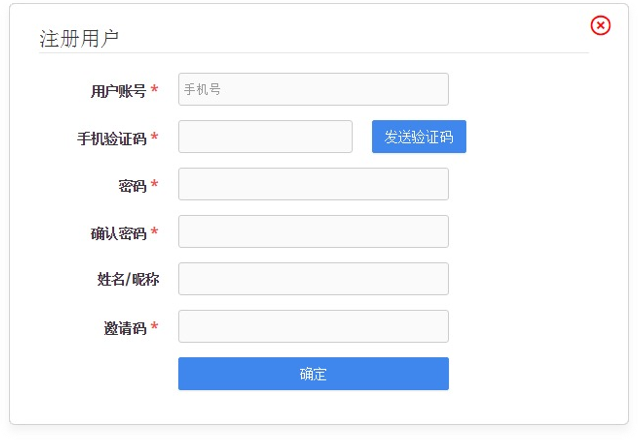 注册用户
用户账号 *
手机号
手机验证码 *
发送验证码
密码 *
确认密码 *
姓名/昵称
邀请码 *
确定